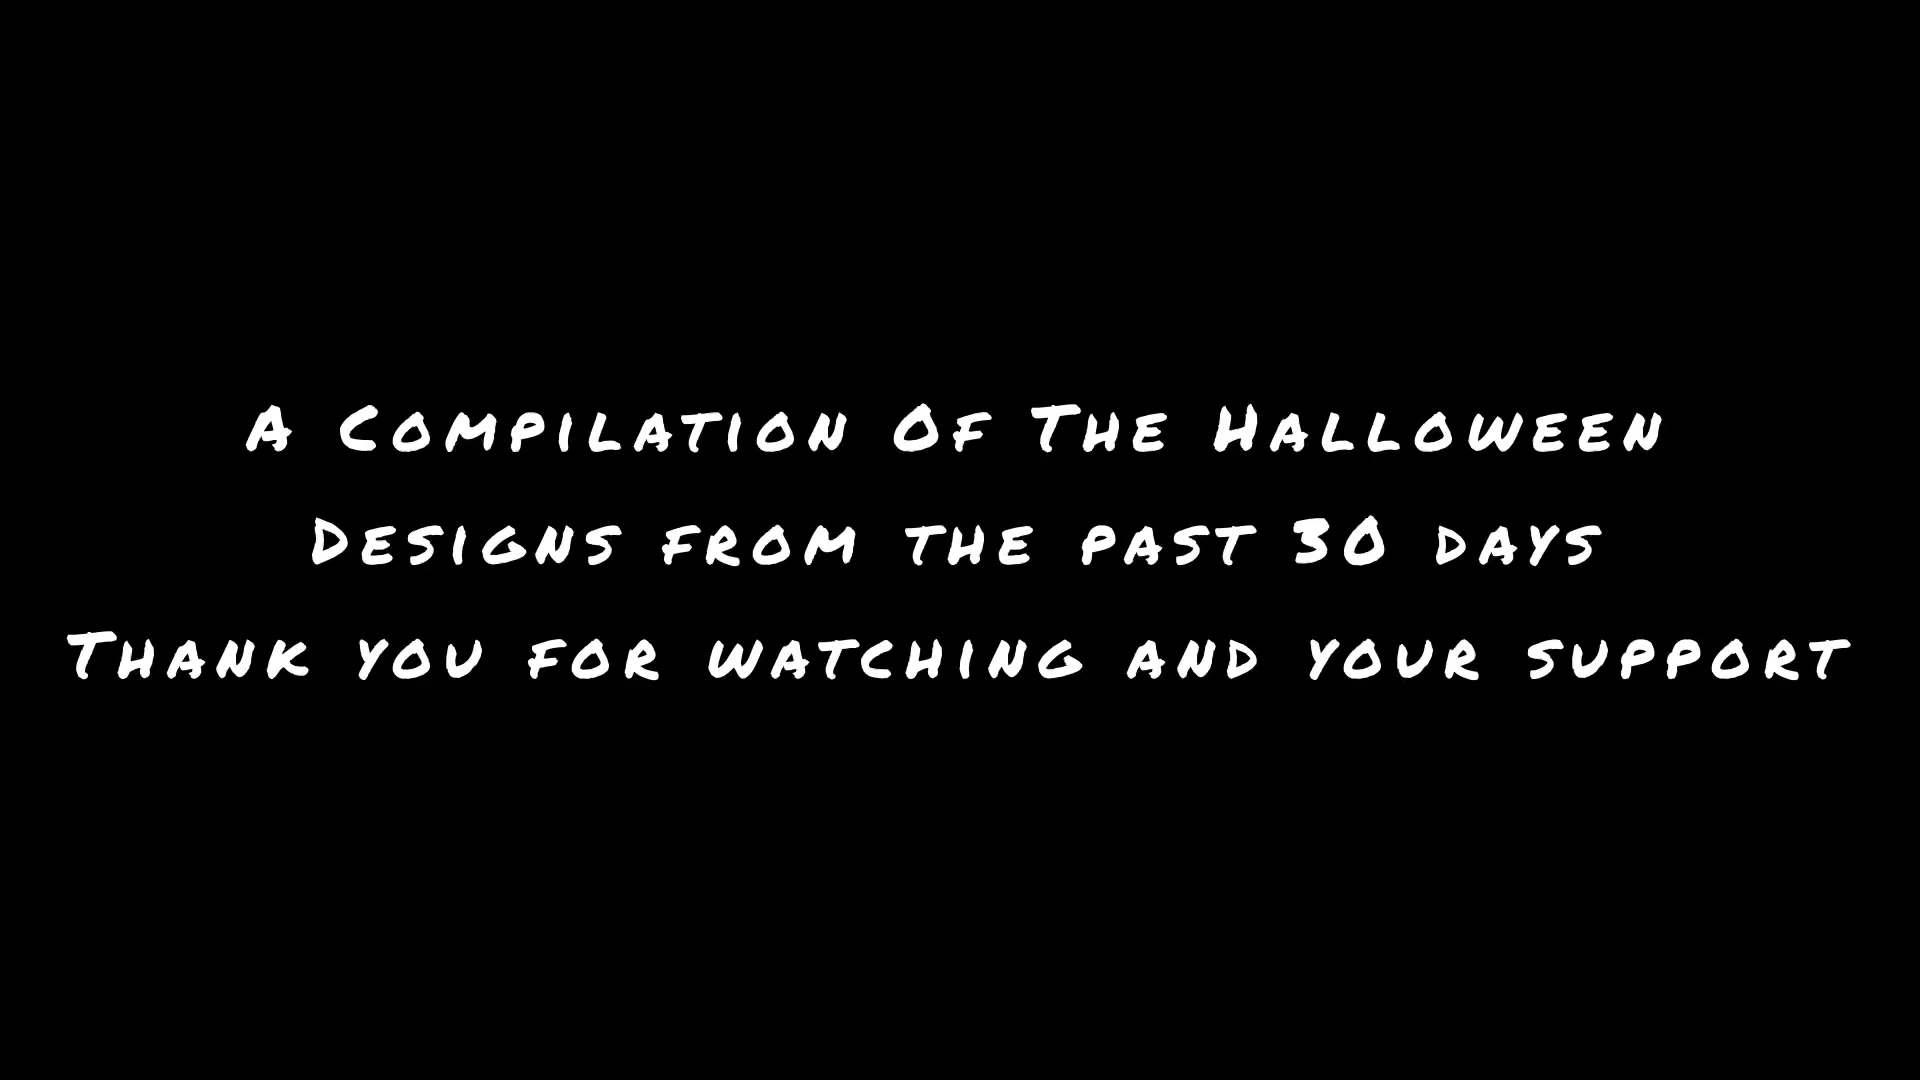 A Compilation Of The Halloween
Designs from the past 30 days
Thank you for watching and your support